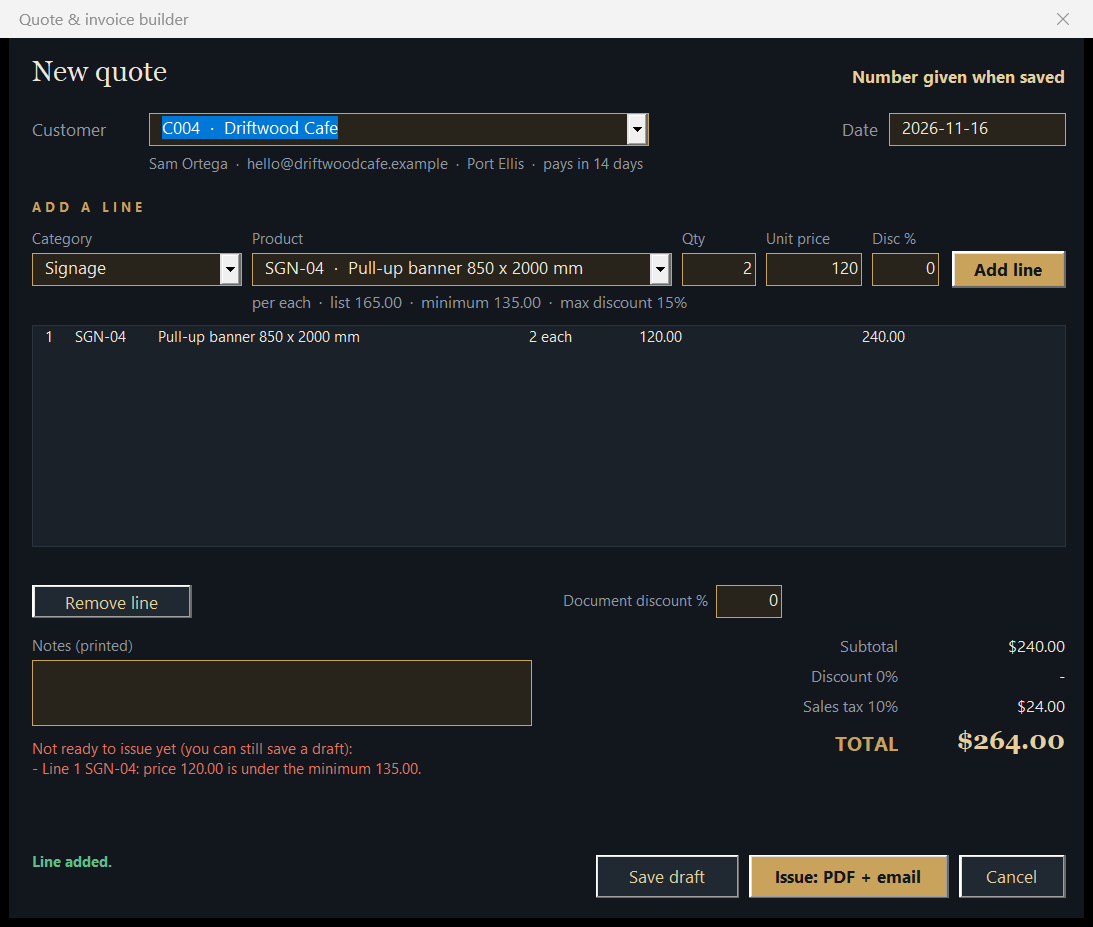 Quote & invoice builder
New quote
Number given when saved
Customer
C004 · Driftwood Cafe
Date
2026-11-16
Sam Ortega · hello@driftwoodcafe.example · Port Ellis · pays in 14 days
ADD A LINE
Category Product Qty Unit price Disc %
Signage SGN-04 · Pull-up banner 850 x 2000 mm 2 120 0 Add line
per each · list 165.00 · minimum 135.00 · max discount 15%
1 SGN-04 Pull-up banner 850 x 2000 mm 2 each 120.00 240.00
Remove line
Document discount % 0
Notes (printed)
Subtotal $240.00
Discount 0% -
Sales tax 10% $24.00
TOTAL $264.00
Not ready to issue yet (you can still save a draft):
- Line 1 SGN-04: price 120.00 is under the minimum 135.00.
Line added.
Save draft
Issue: PDF + email
Cancel